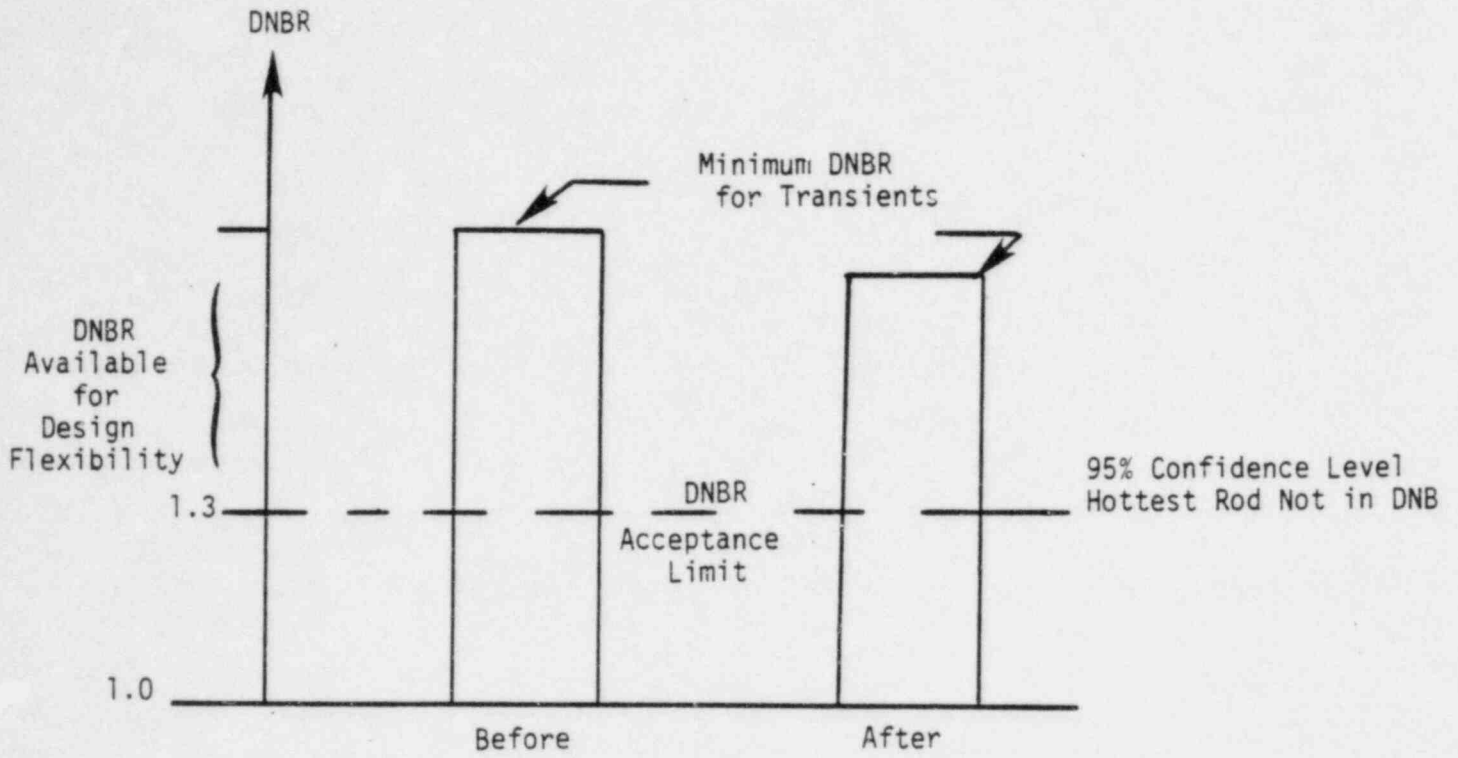 DNBR
Minimum DNBR
for Transients
DNBR
Available
for
Design
Flexibility
95% Confidence Level
Hottest Rod Not in DNB
1.3
DNBR
Acceptance
Limit
1.0
Before
After